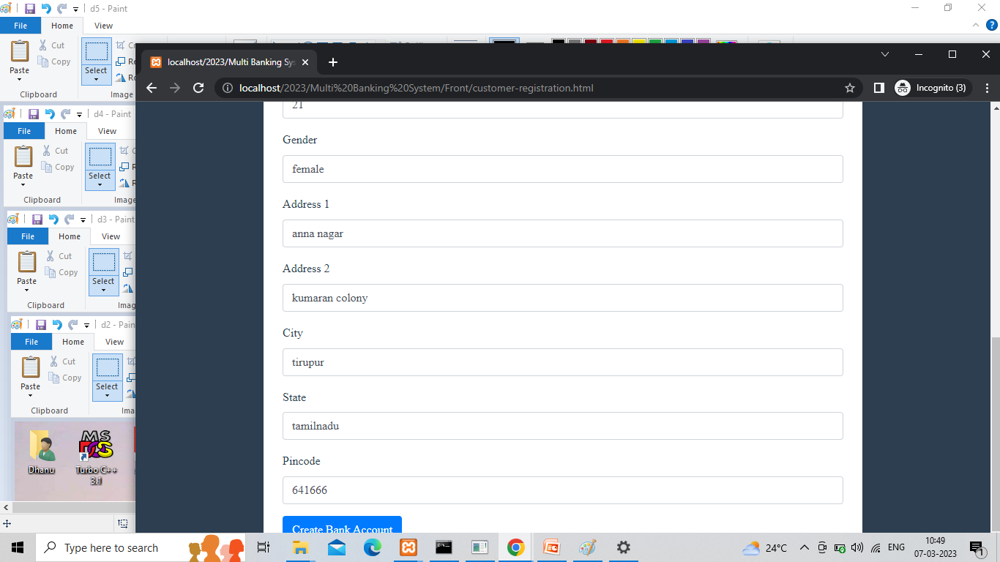 d5 - Paint
File Home View
Cut
Copy
Paste
Select
Clipboard
Image
d4 - Paint
File Home View
Cut
Copy
Paste
Select
Clipboard
Image
d3 - Paint
File Home View
Cut
Copy
Paste
Select
Clipboard
d2 - Pain
File Home View
Cut
Copy
Paste
Select
Clipboard
Dhanu
Turbo C++
3.1
localhost/2023/Multi Banking Sys
localhost/2023/Multi%20Banking%20System/Front/customer-registration.html
Incognito (3)
21
Gender
female
Address 1
anna nagar
Address 2
kumaran colony
City
tirupur
State
tamilnadu
Pincode
641666
Create Bank Account
Type here to search
24°C
ENG
10:49
07-03-2023
1